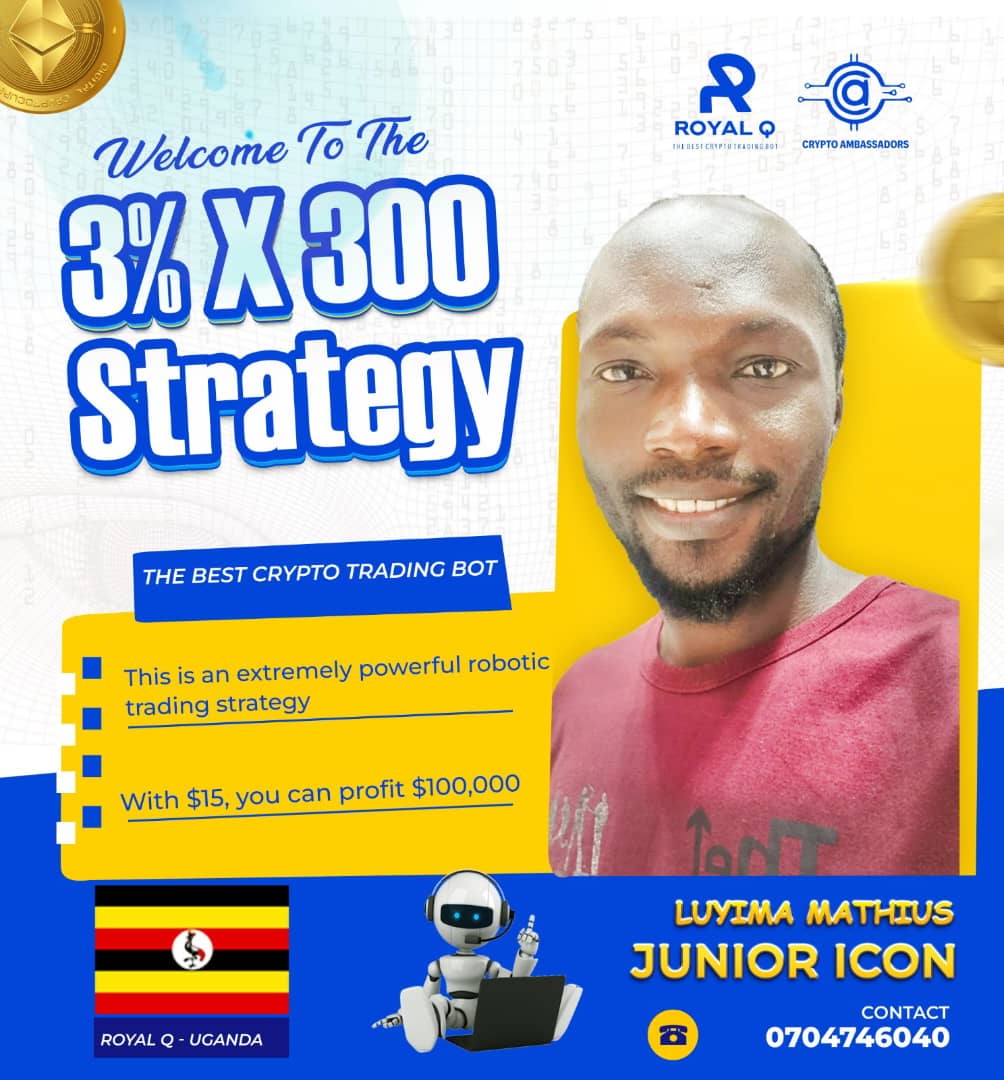 ROYAL Q
THE BEST CRYPTO TRADING BOT
CRYPTO AMBASSADORS
Welcome To The
3% X 300
Strategy
THE BEST CRYPTO TRADING BOT
This is an extremely powerful robotic
trading strategy
With $15, you can profit $100,000
LUYIMA MATHIUS
JUNIOR ICON
CONTACT
0704746040
ROYAL Q - UGANDA